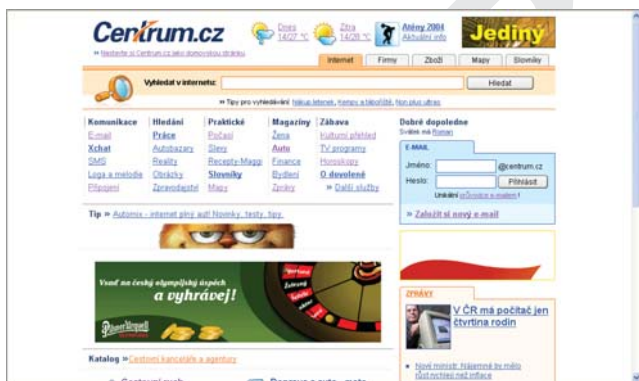 Centrum.cz
Dnes
14/27 °C
Zítra
14/28 °C
Atény 2004
Aktuální info
Jediný
» Nastavte si Centrum.cz jako domovskou stránku
Internet Firmy Zboží Mapy Slovníky
Vyhledat v internetu: Hledat
» Tipy pro vyhledávání: Nákup letenek, Kempy a tábořiště, Non plus ultras
Komunikace Hledání Praktické Magazíny Zábava
E-mail Práce Počasí Žena Kulturní přehled
Xchat Autobazary Slevy Auto TV programy
SMS Reality Recepty-Maggi Finance Horoskopy
Loga a melodie Obrázky Slovníky Bydlení O dovolené
Připojení Zpravodajství Mapy Zprávy » Další služby
Dobré dopoledne
Svátek má Roman
E-MAIL
Jméno: @centrum.cz
Heslo: Přihlásit
Unikátní průvodce e-mailem !
» Založit si nový e-mail
Tip » Automix - internet plný aut! Novinky, testy, tipy.
Vsaď na český olympijský úspěch
a vyhrávej!
Pilsner Urquell
ZPRÁVY
V ČR má počítač jen
čtvrtina rodin
Nový ministr: Nájemné by mělo
růst rychleji než inflace
Katalog » Cestovní kanceláře a agentury